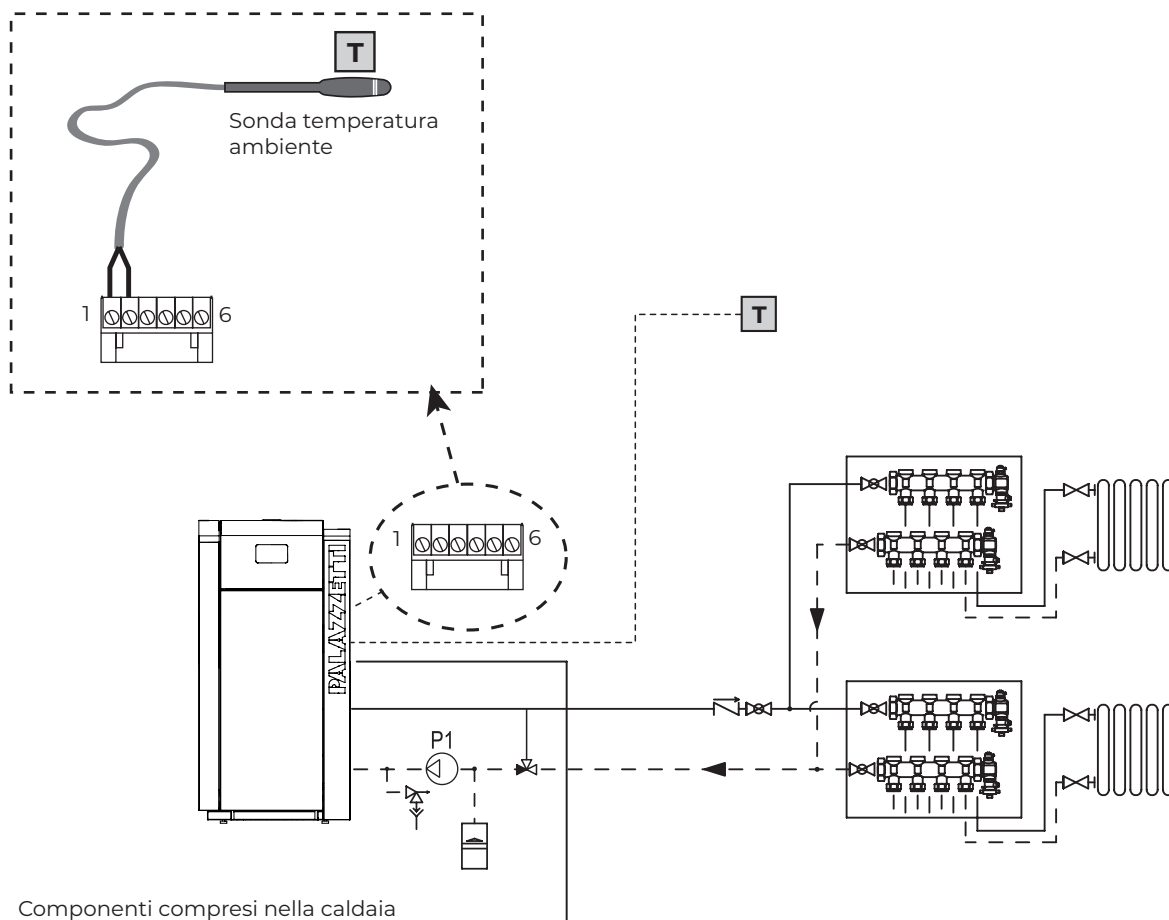 T
Sonda temperatura
ambiente
1
6
T
1
6
PALAZZETTI
P1
Componenti compresi nella caldaia